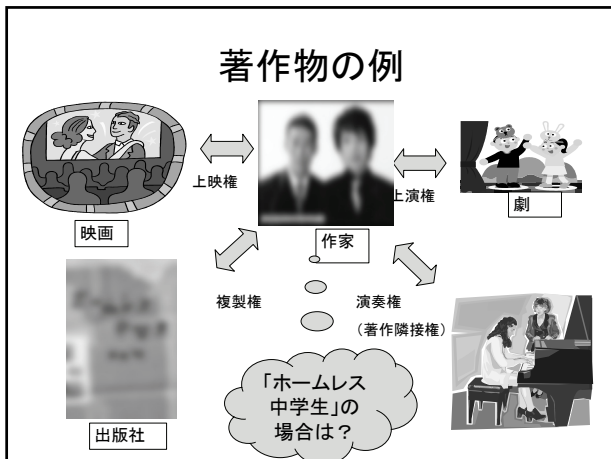 著作物の例
上映権
上演権
映画
作家
劇
複製権
演奏権
（著作隣接権）
「ホームレス
中学生」の
場合は？
出版社